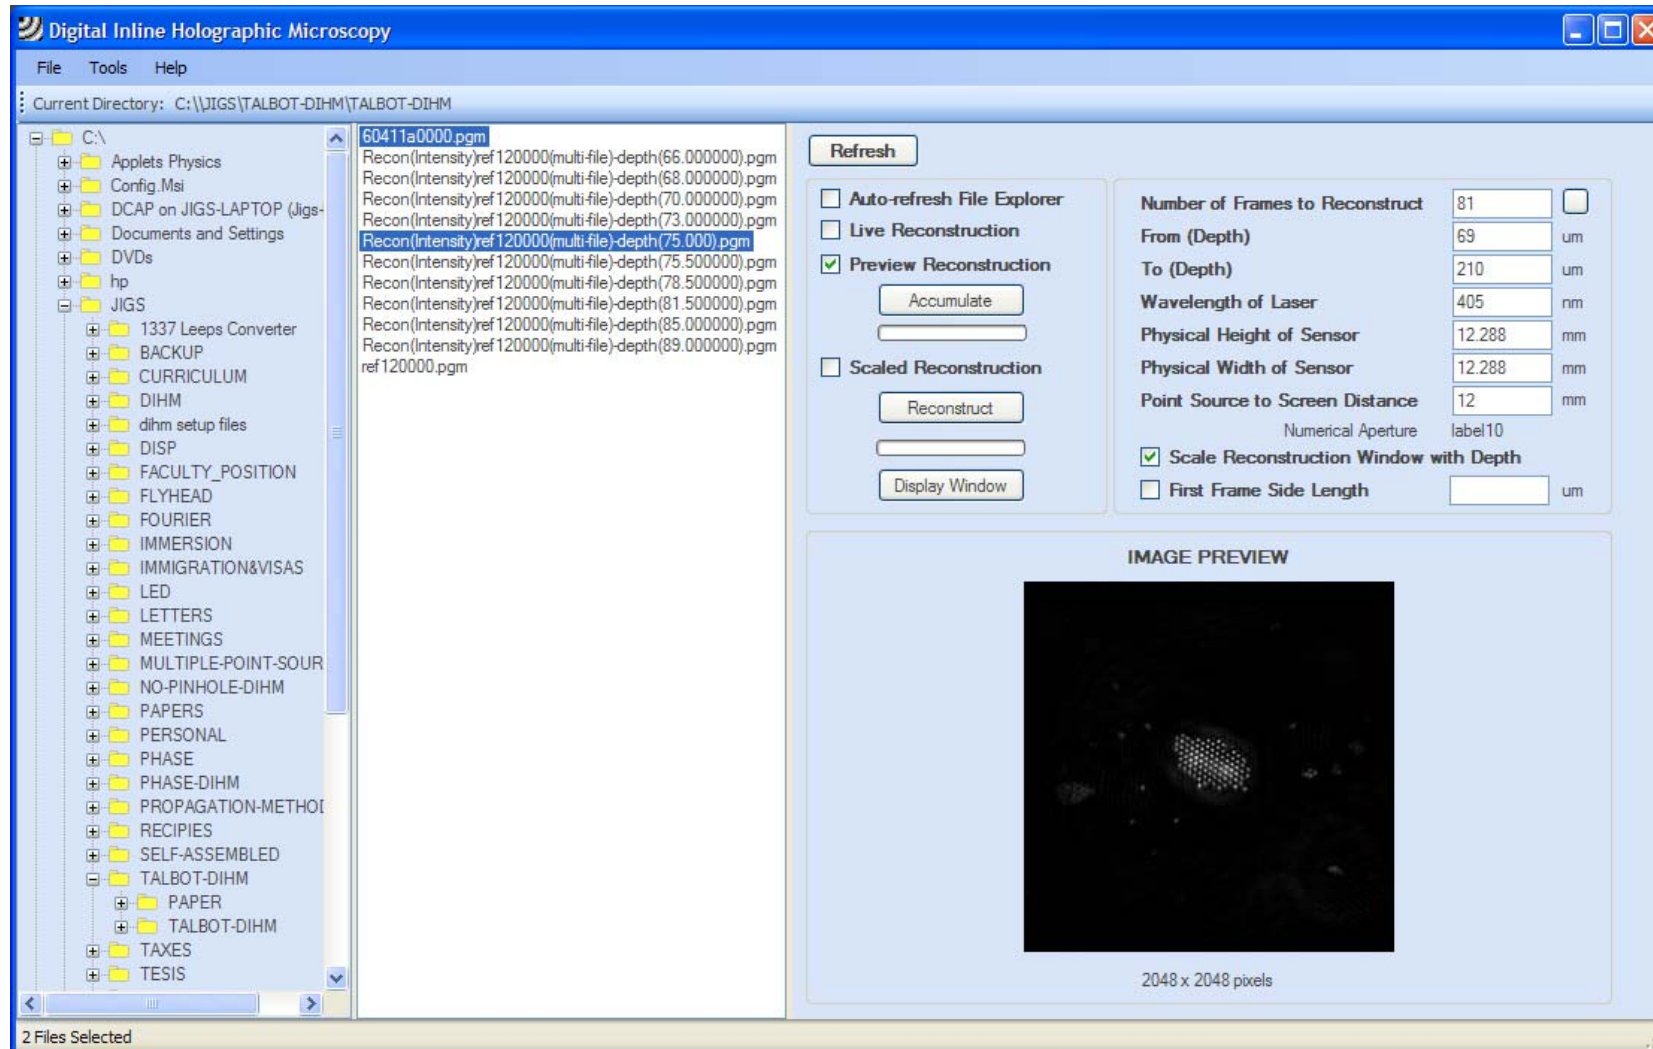 Digital Inline Holographic Microscopy
File Tools Help
Current Directory: C:\\JIGS\TALBOT-DIHM\TALBOT-DIHM
C:\
Applets Physics
Config.Msi
DCAP on JIGS-LAPTOP (Jigs-
Documents and Settings
DVDs
hp
JIGS
1337 Leeps Converter
BACKUP
CURRICULUM
DIHM
dihm setup files
DISP
FACULTY_POSITION
FLYHEAD
FOURIER
IMMERSION
IMMIGRATION&VISAS
LED
LETTERS
MEETINGS
MULTIPLE-POINT-SOUR
NO-PINHOLE-DIHM
PAPERS
PERSONAL
PHASE
PHASE-DIHM
PROPAGATION-METHOD
RECIPIES
SELF-ASSEMBLED
TALBOT-DIHM
PAPER
TALBOT-DIHM
TAXES
TESIS
60411a0000.pgm
Recon(Intensity)ref120000(multi-file)-depth(66.000000).pgm
Recon(Intensity)ref120000(multi-file)-depth(68.000000).pgm
Recon(Intensity)ref120000(multi-file)-depth(70.000000).pgm
Recon(Intensity)ref120000(multi-file)-depth(73.000000).pgm
Recon(Intensity)ref120000(multi-file)-depth(75.000).pgm
Recon(Intensity)ref120000(multi-file)-depth(75.500000).pgm
Recon(Intensity)ref120000(multi-file)-depth(78.500000).pgm
Recon(Intensity)ref120000(multi-file)-depth(81.500000).pgm
Recon(Intensity)ref120000(multi-file)-depth(85.000000).pgm
Recon(Intensity)ref120000(multi-file)-depth(89.000000).pgm
ref120000.pgm
Refresh
Auto-refresh File Explorer
Live Reconstruction
Preview Reconstruction
Accumulate
Scaled Reconstruction
Reconstruct
Display Window
Number of Frames to Reconstruct 81
From (Depth) 69 um
To (Depth) 210 um
Wavelength of Laser 405 nm
Physical Height of Sensor 12.288 mm
Physical Width of Sensor 12.288 mm
Point Source to Screen Distance 12 mm
Numerical Aperture label10
Scale Reconstruction Window with Depth
First Frame Side Length um
IMAGE PREVIEW
2048 x 2048 pixels
2 Files Selected